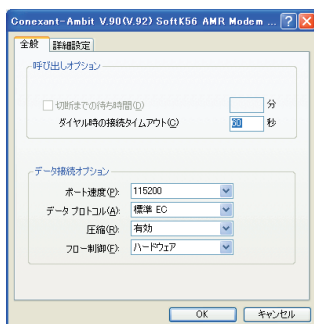 Conexant-Ambit V.90(V.92) SoftK56 AMR Modem ...
全般 詳細設定
呼び出しオプション
切断までの待ち時間(D) 分
ダイヤル時の接続タイムアウト(C) 60 秒
データ接続オプション
ポート速度(P): 115200
データ プロトコル(A): 標準 EC
圧縮(R): 有効
フロー制御(F): ハードウェア
OK キャンセル